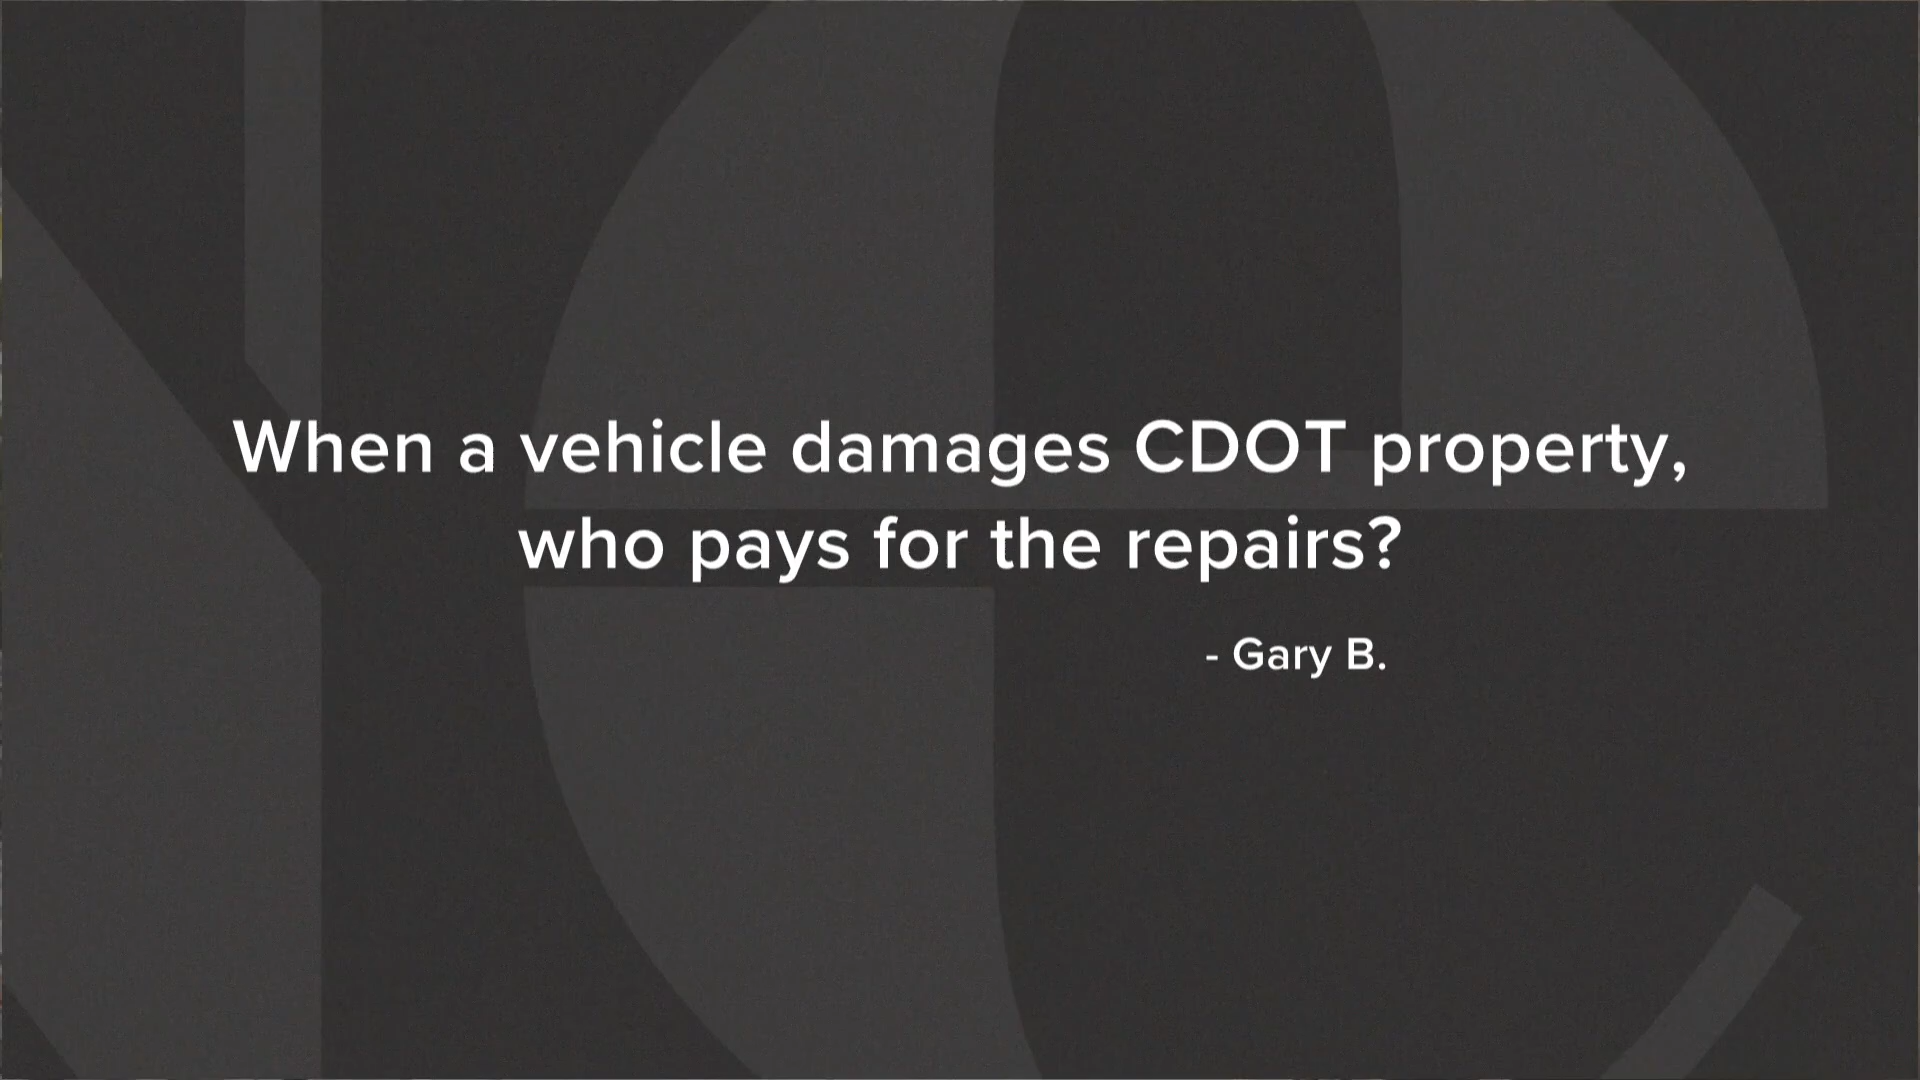 When a vehicle damages CDOT property,
who pays for the repairs?
- Gary B.